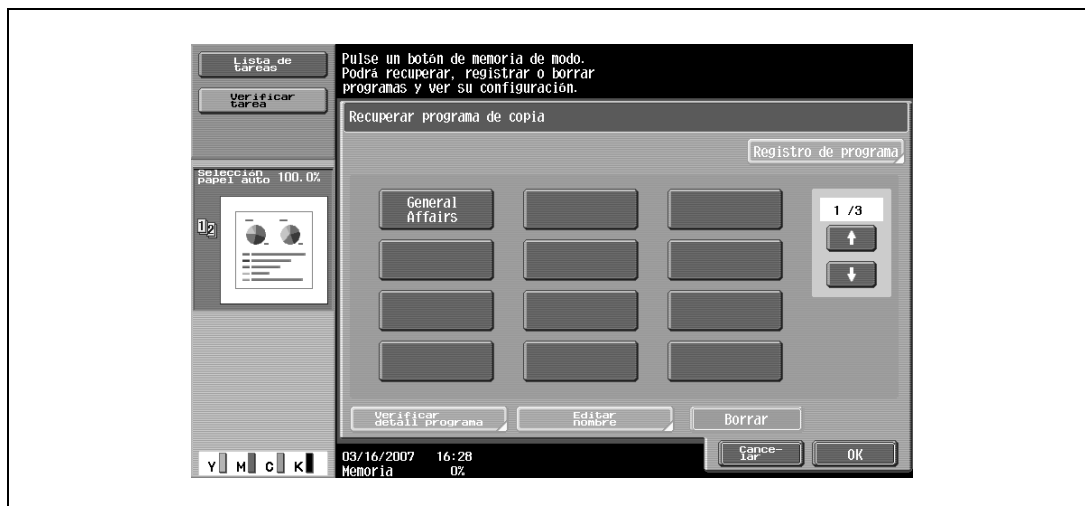 Lista de
tareas
Verificar
tarea
Pulse un botón de memoria de modo.
Podrá recuperar, registrar o borrar
programas y ver su configuración.
Recuperar programa de copia
Registro de programa
Selección
papel auto 100.0%
1 2
General
Affairs
1 /3
Verificar
detall programa
Editar
nombre
Borrar
Cance-
lar
OK
Y M C K
03/16/2007 16:28
Memoria 0%